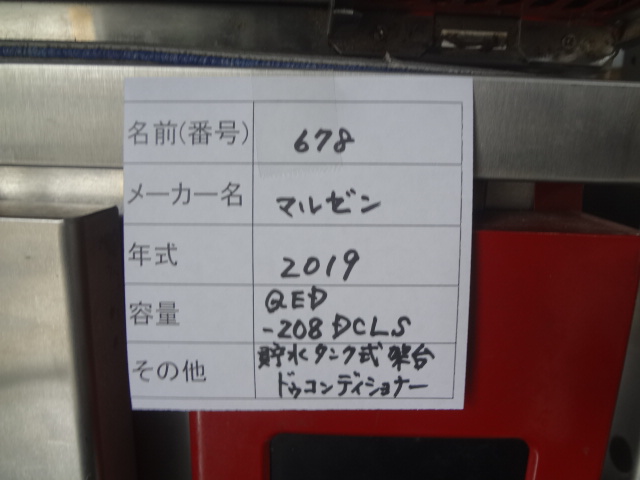 名前(番号) 678
メーカー名 マルゼン
年式 2019
容量 QED
-208DCLS
その他 貯水タンク式 架台
ドゥコンディショナー